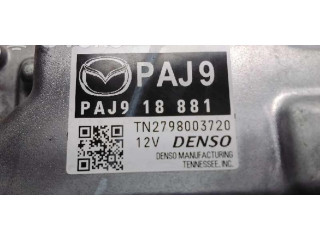 PAJ9
PAJ9 18 881
TN2798003720
12V DENSO
DENSO MANUFACTURING
TENNESSEE, INC.